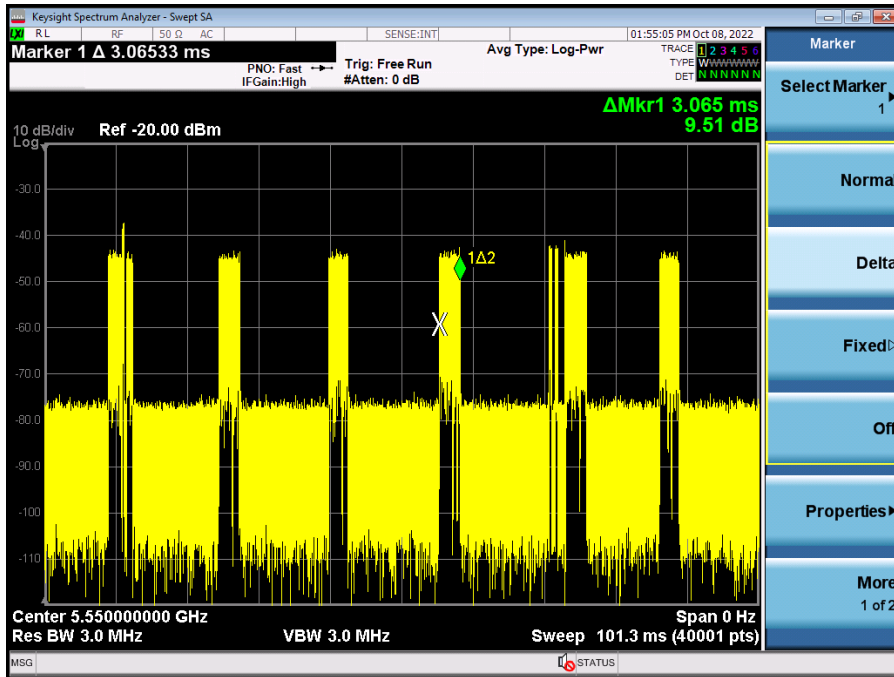 Keysight Spectrum Analyzer - Swept SA
LXI RL RF 50 Ω AC SENSE:INT 01:55:05 PM Oct 08, 2022
Marker 1 Δ 3.06533 ms
PNO: Fast
IFGain:High
Trig: Free Run
#Atten: 0 dB
Avg Type: Log-Pwr
TRACE 1 2 3 4 5 6
TYPE WWWWWW
DET N N N N N N
ΔMkr1 3.065 ms
9.51 dB
10 dB/div Ref -20.00 dBm
Log
-30.0
-40.0
-50.0
-60.0
-70.0
-80.0
-90.0
-100
-110
1Δ2
X
Center 5.550000000 GHz Span 0 Hz
Res BW 3.0 MHz VBW 3.0 MHz Sweep 101.3 ms (40001 pts)
MSG STATUS
Marker
Select Marker
1
Normal
Delta
Fixed
Off
Properties
More
1 of 2